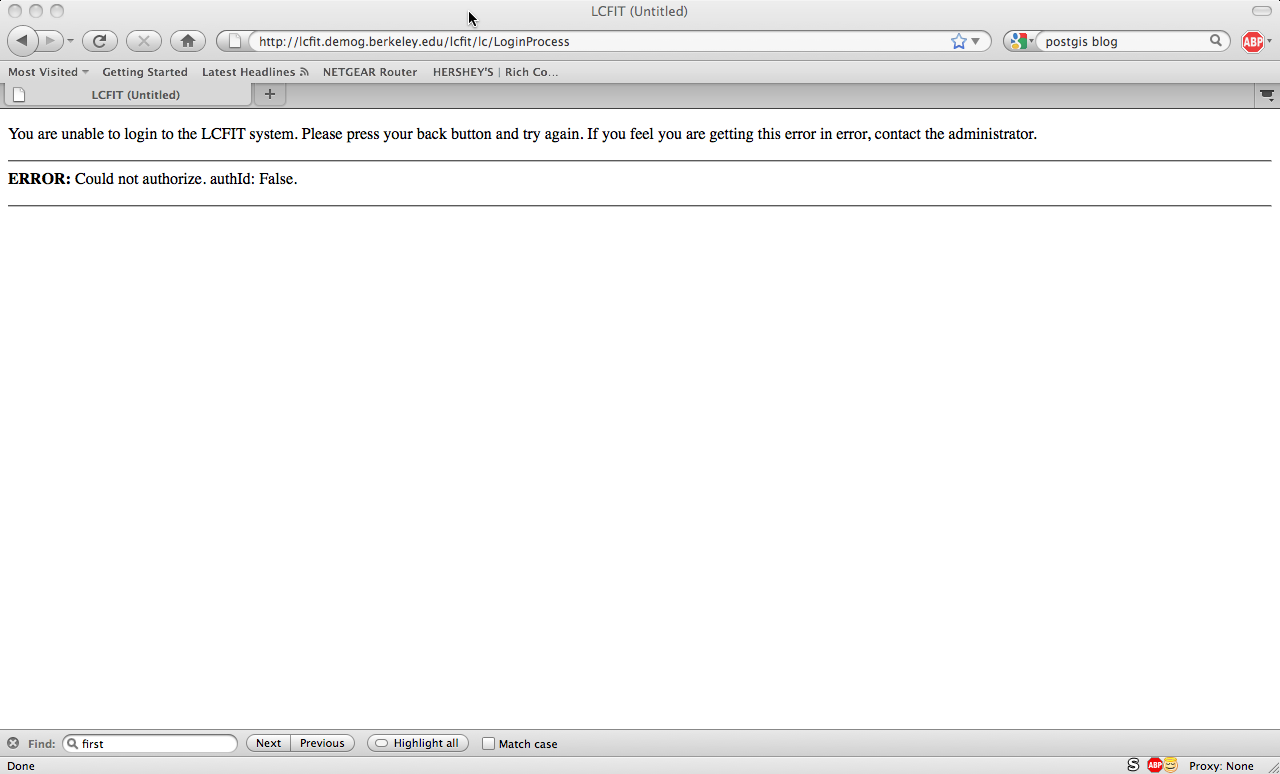 LCFIT (Untitled)
http://lcfit.demog.berkeley.edu/lcfit/lc/LoginProcess
postgis blog
ABP
Most Visited Getting Started Latest Headlines NETGEAR Router HERSHEY'S | Rich Co...
LCFIT (Untitled)
You are unable to login to the LCFIT system. Please press your back button and try again. If you feel you are getting this error in error, contact the administrator.
ERROR: Could not authorize. authId: False.
Find: first Next Previous Highlight all Match case
Done S ABP Proxy: None